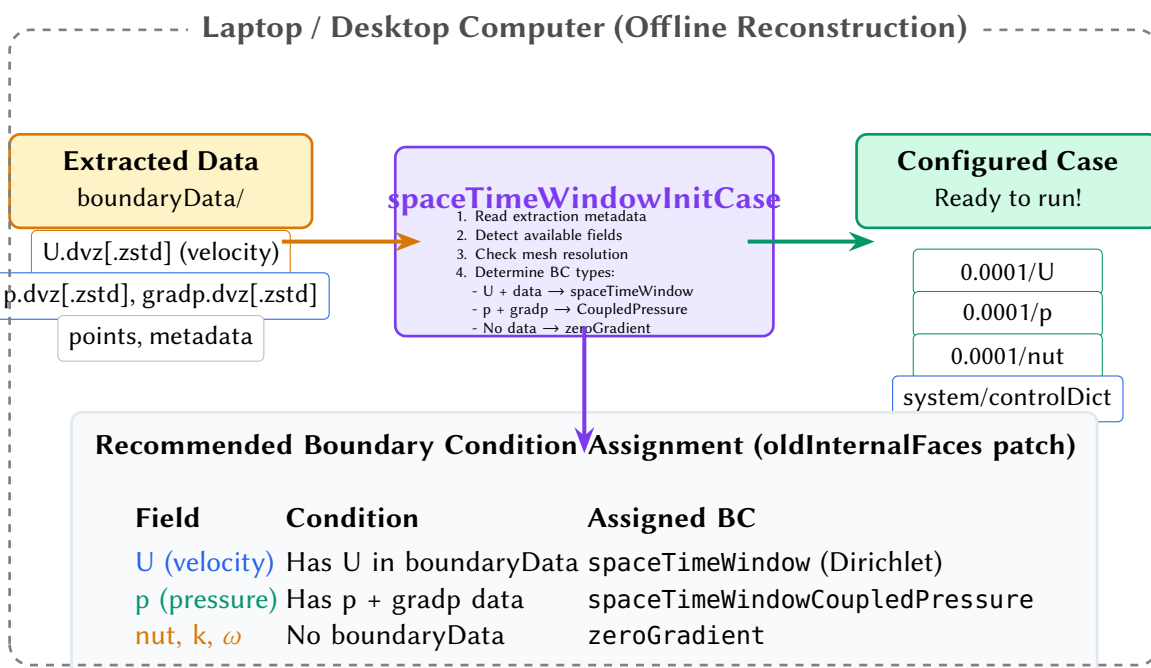 Laptop / Desktop Computer (Offline Reconstruction)
Extracted Data
boundaryData/
U.dvz[.zstd] (velocity)
p.dvz[.zstd], gradp.dvz[.zstd]
points, metadata
spaceTimeWindowInitCase
1. Read extraction metadata
2. Detect available fields
3. Check mesh resolution
4. Determine BC types:
- U + data → spaceTimeWindow
- p + gradp → CoupledPressure
- No data → zeroGradient
Configured Case
Ready to run!
0.0001/U
0.0001/p
0.0001/nut
system/controlDict
Recommended Boundary Condition Assignment (oldInternalFaces patch)
Field Condition Assigned BC
U (velocity) Has U in boundaryData spaceTimeWindow (Dirichlet)
p (pressure) Has p + gradp data spaceTimeWindowCoupledPressure
nut, k, ω No boundaryData zeroGradient